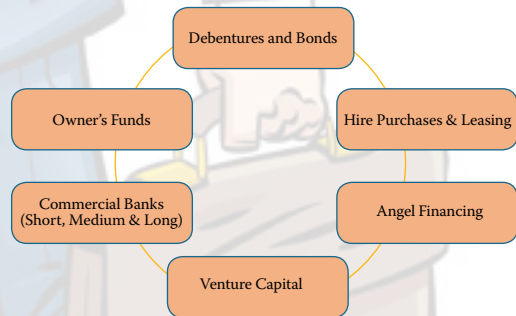 Debentures and Bonds
Owner's Funds
Hire Purchases & Leasing
Commercial Banks
(Short, Medium & Long)
Angel Financing
Venture Capital